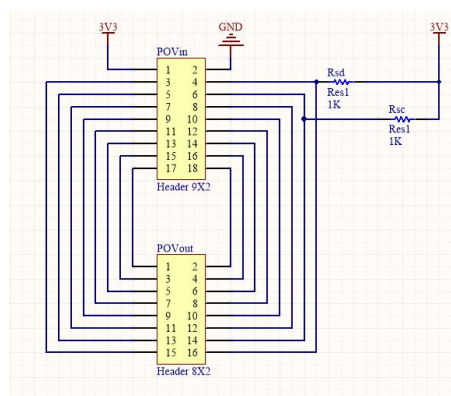 3V3
GND
3V3
POVin
1 2
3 4
5 6
7 8
9 10
11 12
13 14
15 16
17 18
Header 9X2
Rsd
Res1
1K
Rsc
Res1
1K
POVout
1 2
3 4
5 6
7 8
9 10
11 12
13 14
15 16
Header 8X2